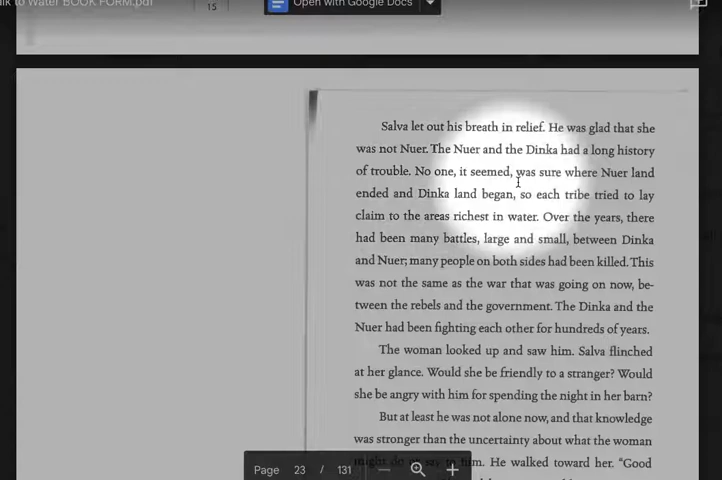 lk to Water BOOK FORM.pdf
15
Open with Google Docs
Salva let out his breath in relief. He was glad that she
was not Nuer. The Nuer and the Dinka had a long history
of trouble. No one, it seemed, was sure where Nuer land
ended and Dinka land began, so each tribe tried to lay
claim to the areas richest in water. Over the years, there
had been many battles, large and small, between Dinka
and Nuer; many people on both sides had been killed. This
was not the same as the war that was going on now, be-
tween the rebels and the government. The Dinka and the
Nuer had been fighting each other for hundreds of years.
The woman looked up and saw him. Salva flinched
at her glance. Would she be friendly to a stranger? Would
she be angry with him for spending the night in her barn?
But at least he was not alone now, and that knowledge
was stronger than the uncertainty about what the woman
might do or say to him. He walked toward her. “Good
Page 23 / 131